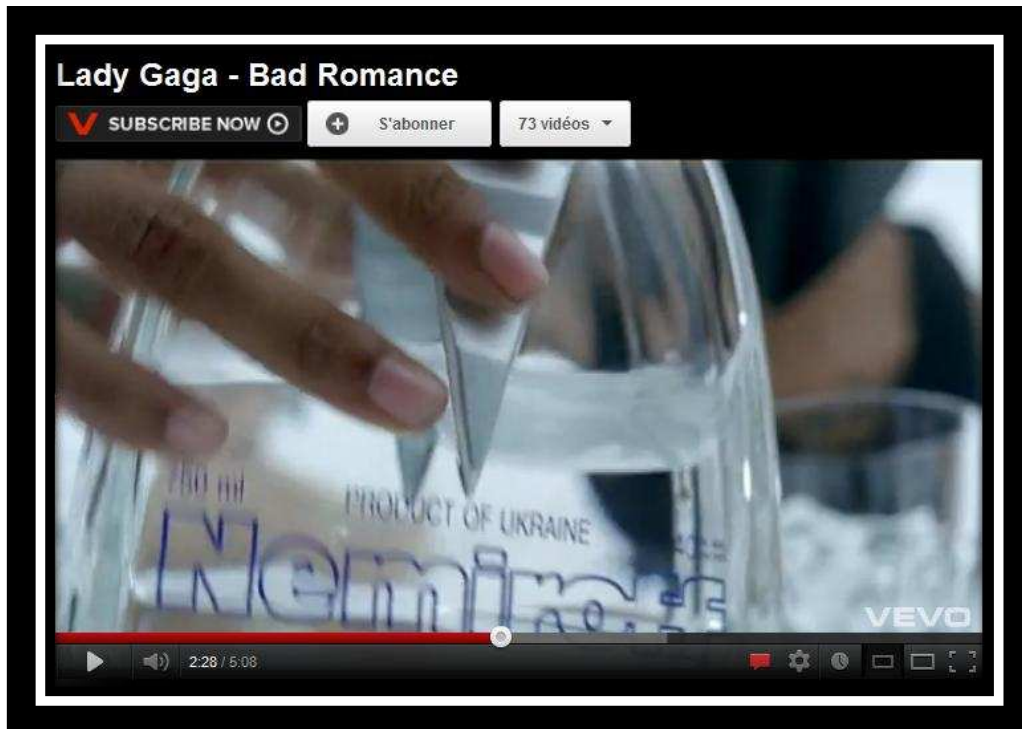 Lady Gaga - Bad Romance
SUBSCRIBE NOW
S'abonner
73 vidéos
PRODUCT OF UKRAINE
Nemiroff
VEVO
2:28 / 5:08